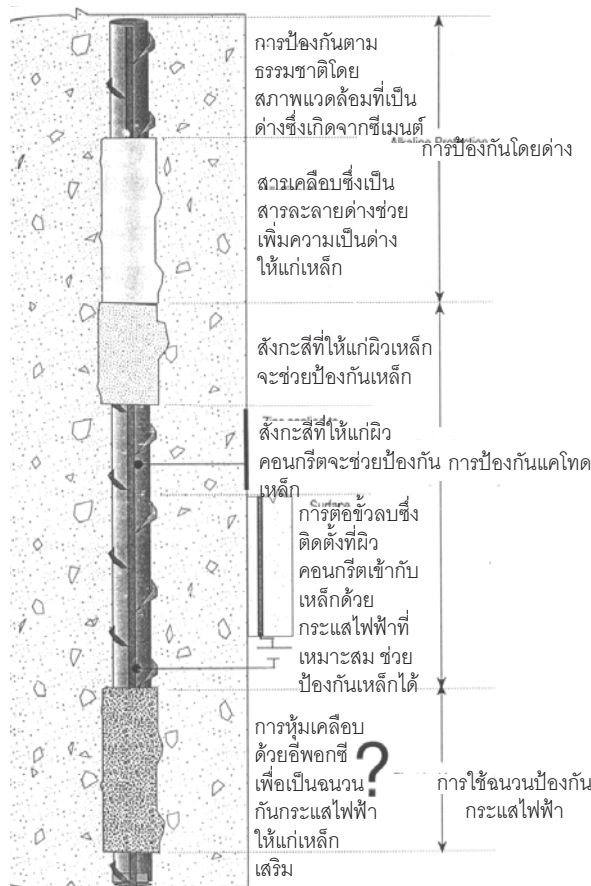 การป้องกันตาม
ธรรมชาติโดย
สภาพแวดล้อมที่เป็น
ด่างซึ่งเกิดจากซีเมนต์
การป้องกันโดยด่าง
สารเคลือบซึ่งเป็น
สารละลายด่างช่วย
เพิ่มความเป็นด่าง
ให้แก่เหล็ก
สังกะสีที่ให้แก่ผิวเหล็ก
จะช่วยป้องกันเหล็ก
สังกะสีที่ให้แก่ผิว
คอนกรีตจะช่วยป้องกัน
เหล็ก
การป้องกันแคโทด
Surface
การต่อขั้วลบซึ่ง
ติดตั้งที่ผิว
คอนกรีตเข้ากับ
เหล็กด้วย
กระแสไฟฟ้าที่
เหมาะสม ช่วย
ป้องกันเหล็กได้
การหุ้มเคลือบ
ด้วยอีพอกซี
เพื่อเป็นฉนวน
กันกระแสไฟฟ้า
ให้แก่เหล็ก
เสริม
?
การใช้ฉนวนป้องกัน
กระแสไฟฟ้า